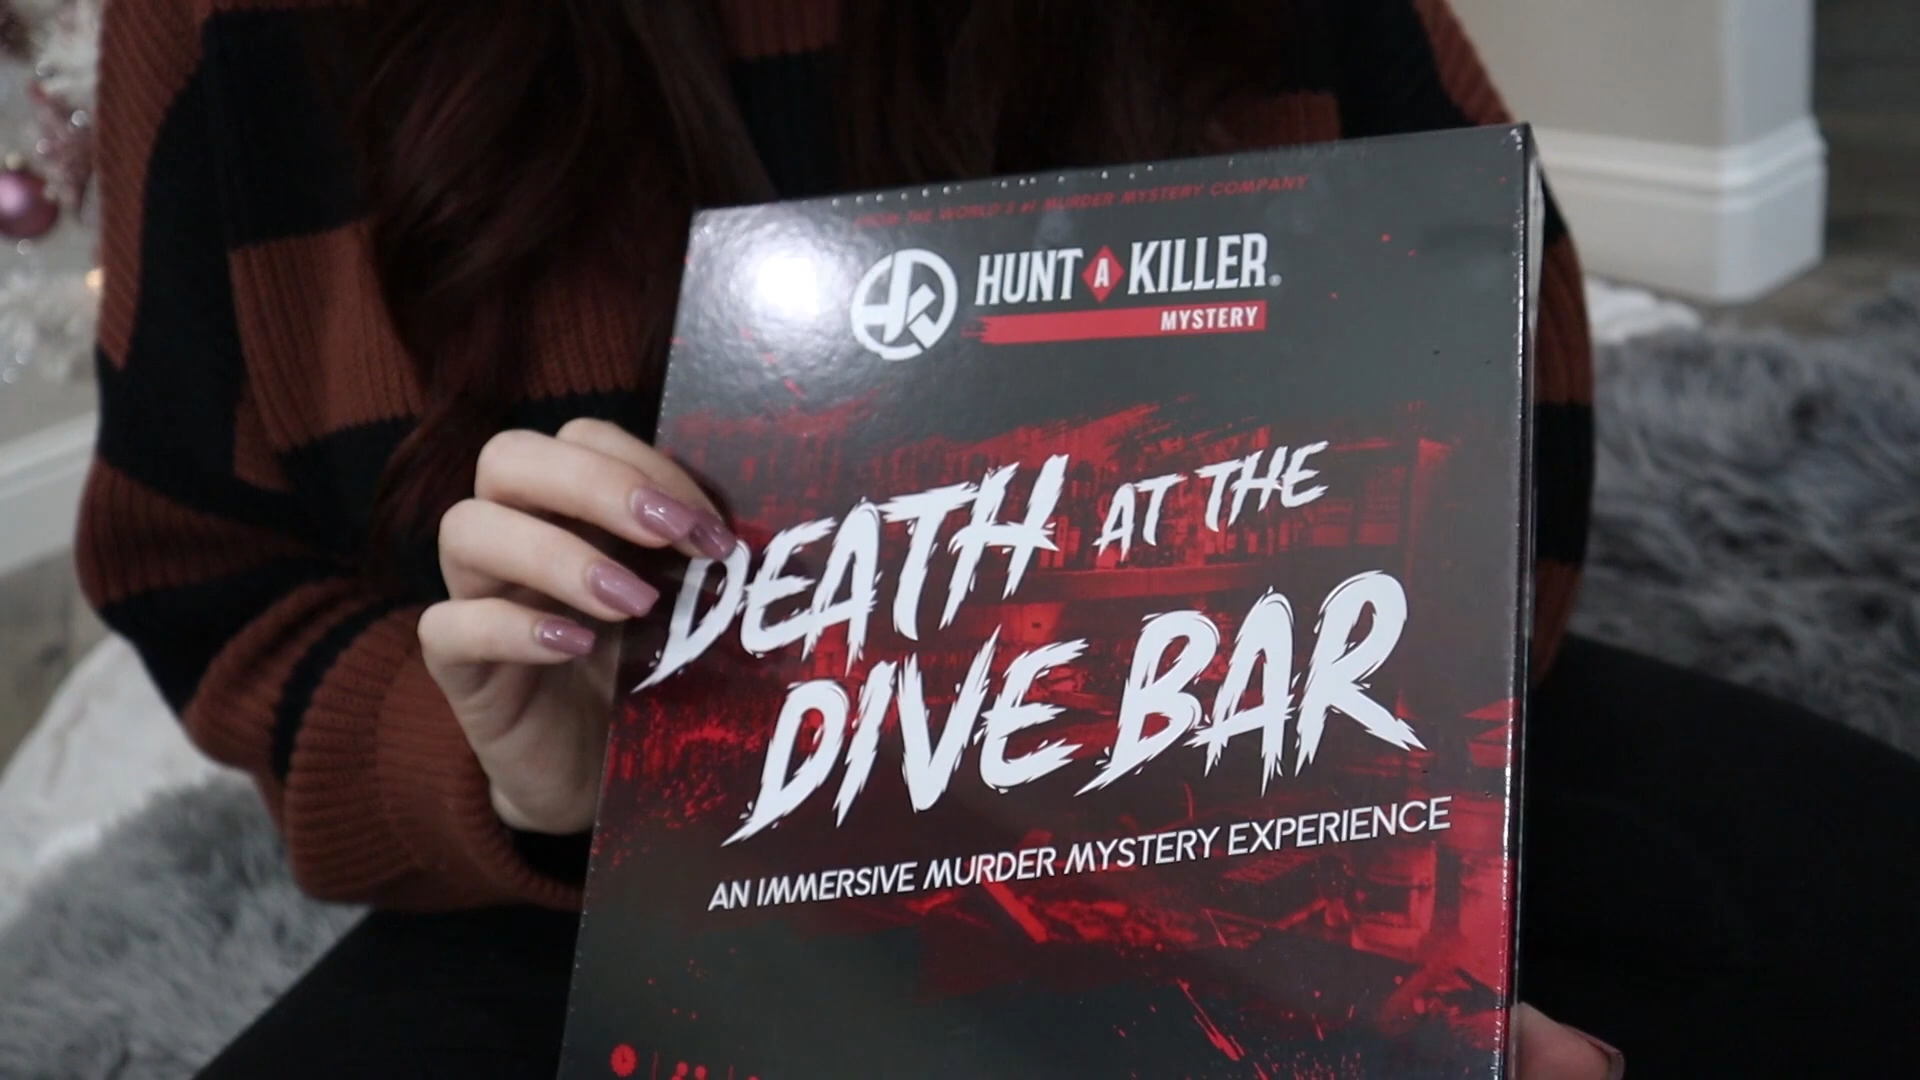 FROM THE WORLD'S #1 MURDER MYSTERY COMPANY
HUNT A KILLER®
MYSTERY
DEATH AT THE
DIVE BAR
AN IMMERSIVE MURDER MYSTERY EXPERIENCE